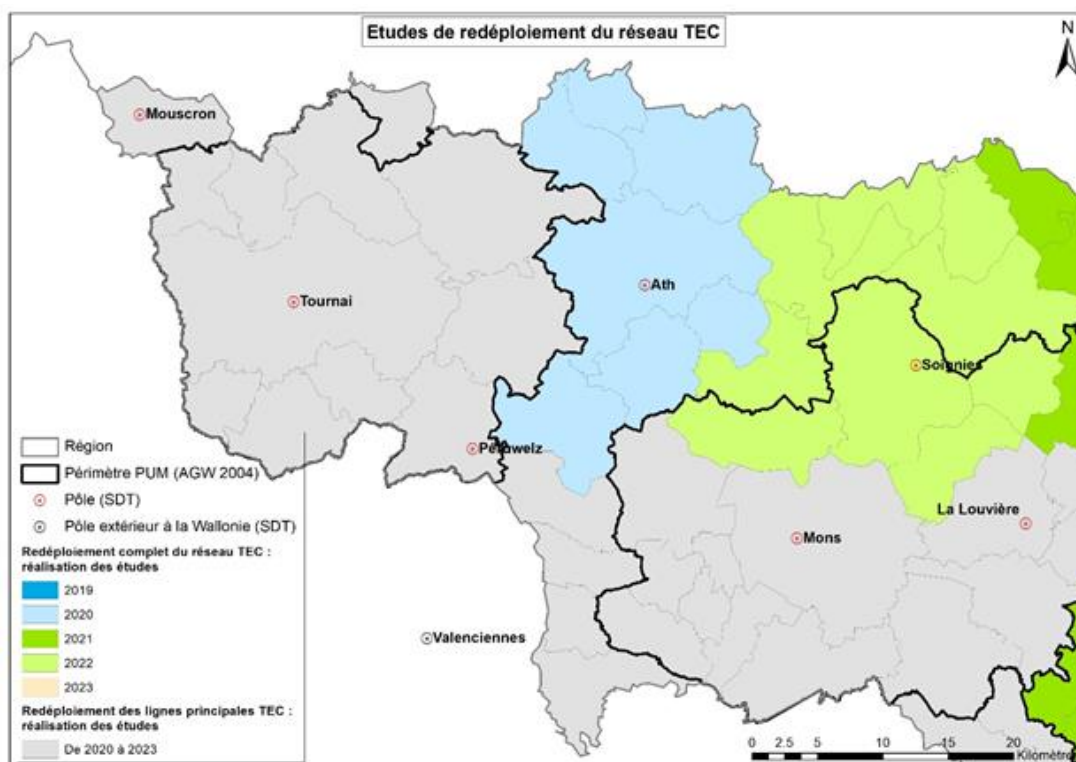 Etudes de redéploiement du réseau TEC
N
Mouscron
Ath
Tournai
Soignies
Péruwelz
La Louvière
Mons
Valenciennes
Région
Périmètre PUM (AGW 2004)
Pôle (SDT)
Pôle extérieur à la Wallonie (SDT)
Redéploiement complet du réseau TEC :
réalisation des études
2019
2020
2021
2022
2023
Redéploiement des lignes principales TEC :
réalisation des études
De 2020 à 2023
0 2.5 5 10 15 20
Kilomètre